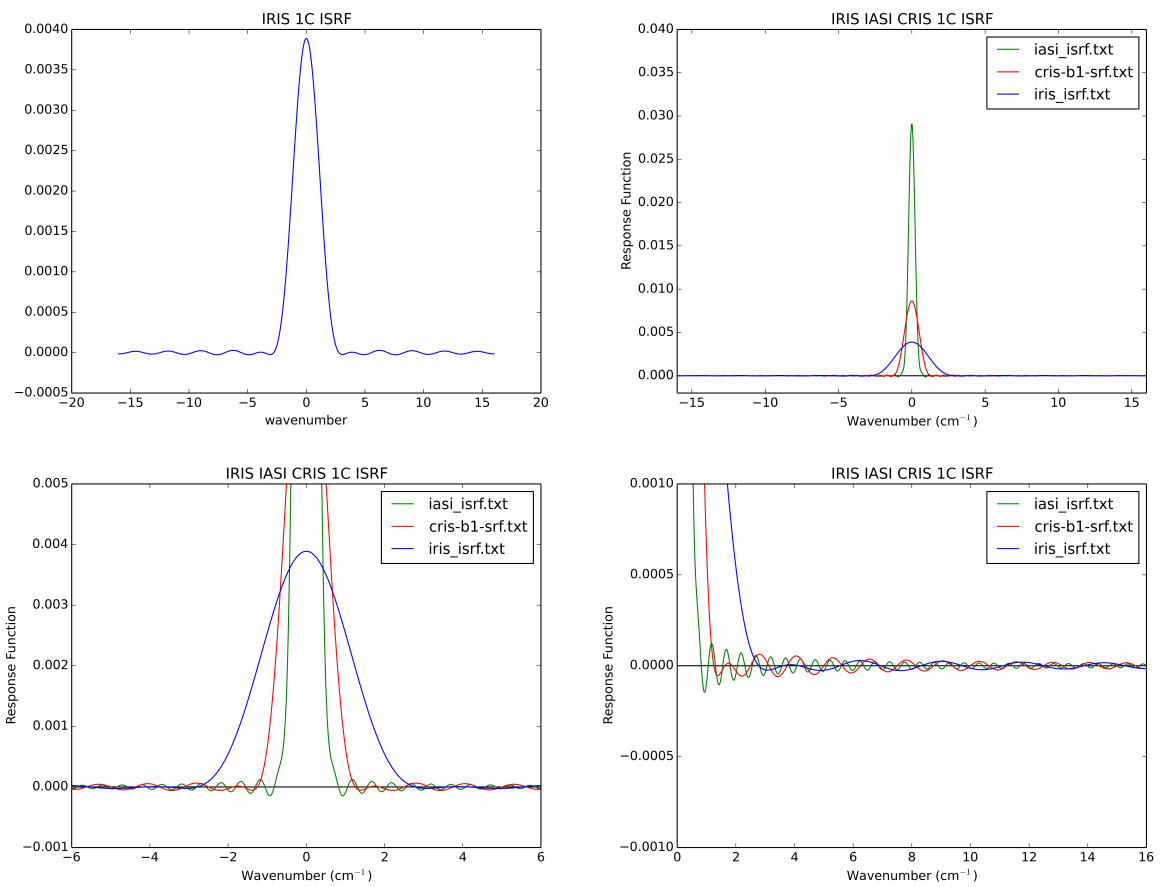 IRIS 1C ISRF
0.0040
0.0035
0.0030
0.0025
0.0020
0.0015
0.0010
0.0005
0.0000
−0.0005
−20 −15 −10 −5 0 5 10 15 20
wavenumber
IRIS IASI CRIS 1C ISRF
iasi_isrf.txt
cris-b1-srf.txt
iris_isrf.txt
Response Function
0.040
0.035
0.030
0.025
0.020
0.015
0.010
0.005
0.000
−15 −10 −5 0 5 10 15
Wavenumber (cm⁻¹)
IRIS IASI CRIS 1C ISRF
iasi_isrf.txt
cris-b1-srf.txt
iris_isrf.txt
Response Function
0.005
0.004
0.003
0.002
0.001
0.000
−0.001
−6 −4 −2 0 2 4 6
Wavenumber (cm⁻¹)
IRIS IASI CRIS 1C ISRF
iasi_isrf.txt
cris-b1-srf.txt
iris_isrf.txt
Response Function
0.0010
0.0005
0.0000
−0.0005
−0.0010
0 2 4 6 8 10 12 14 16
Wavenumber (cm⁻¹)